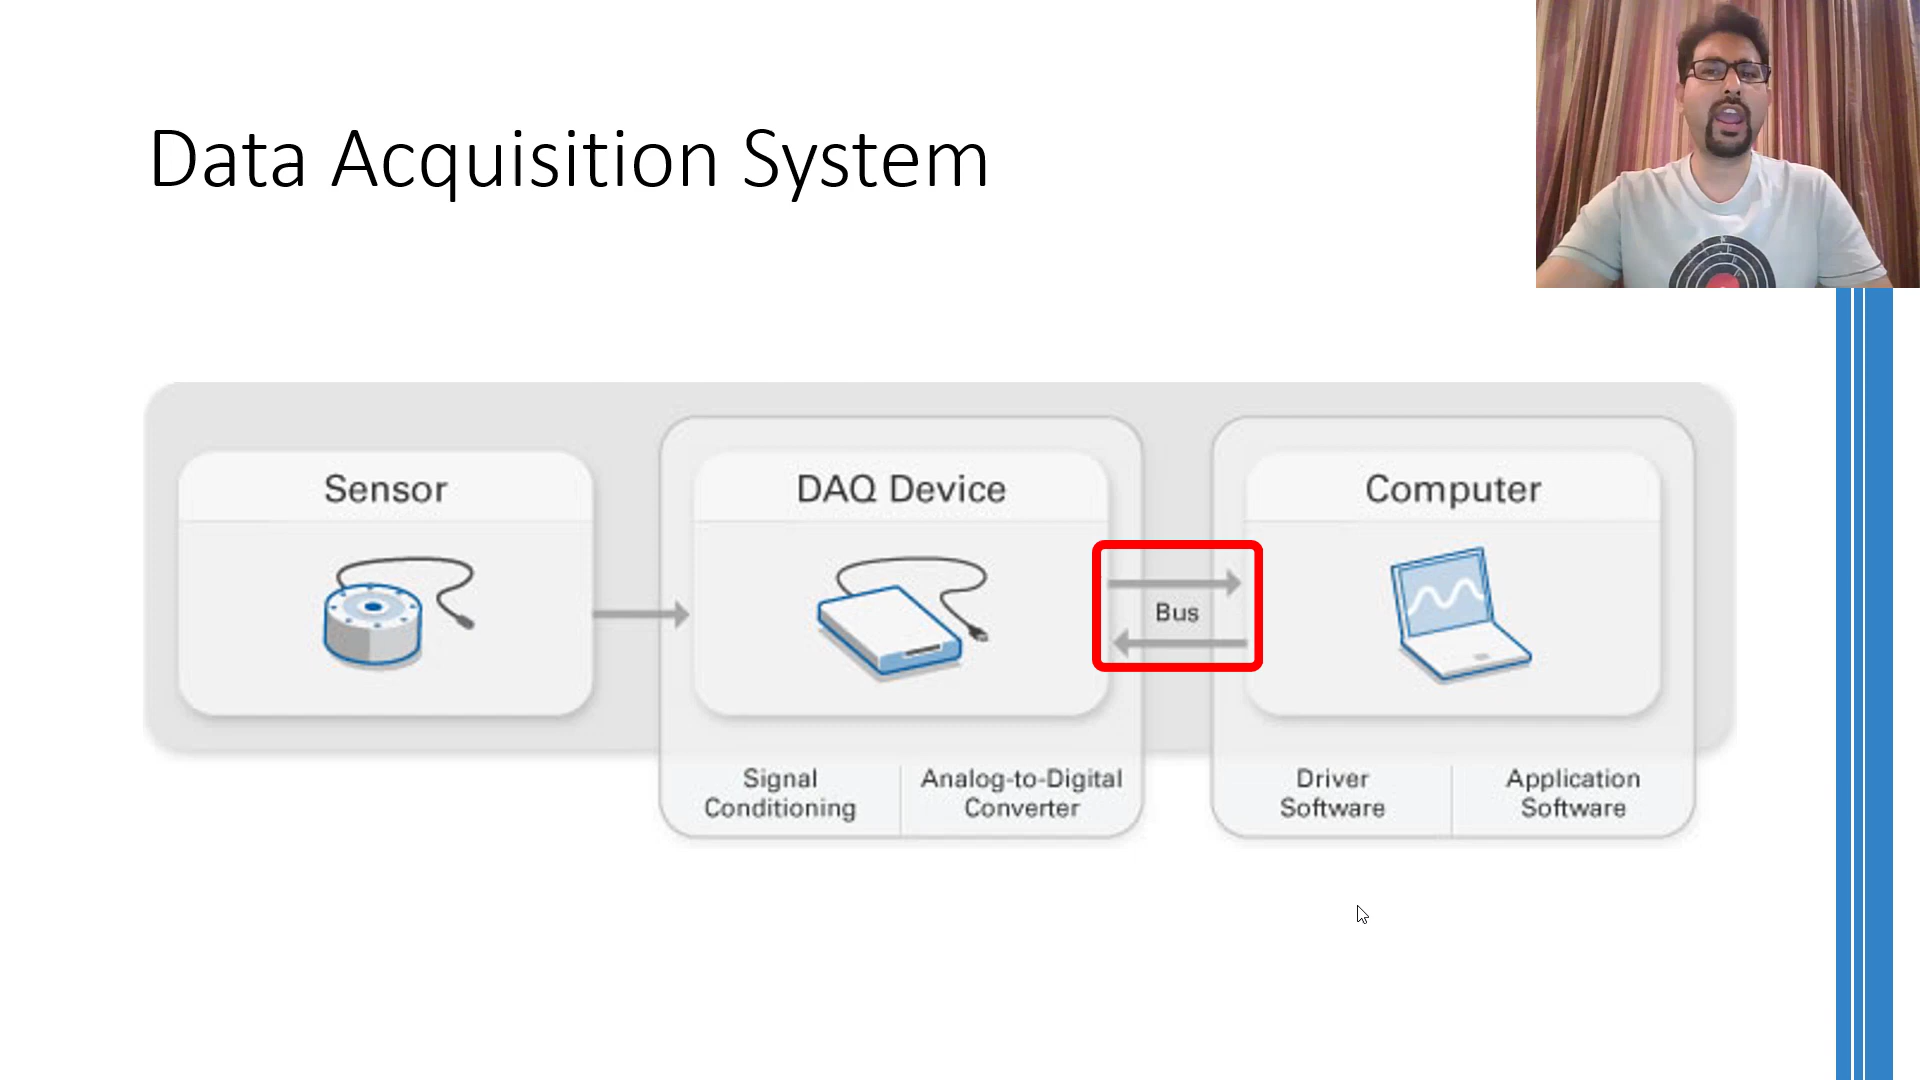 Data Acquisition System
Sensor
DAQ Device
Computer
Bus
Signal
Conditioning
Analog-to-Digital
Converter
Driver
Software
Application
Software